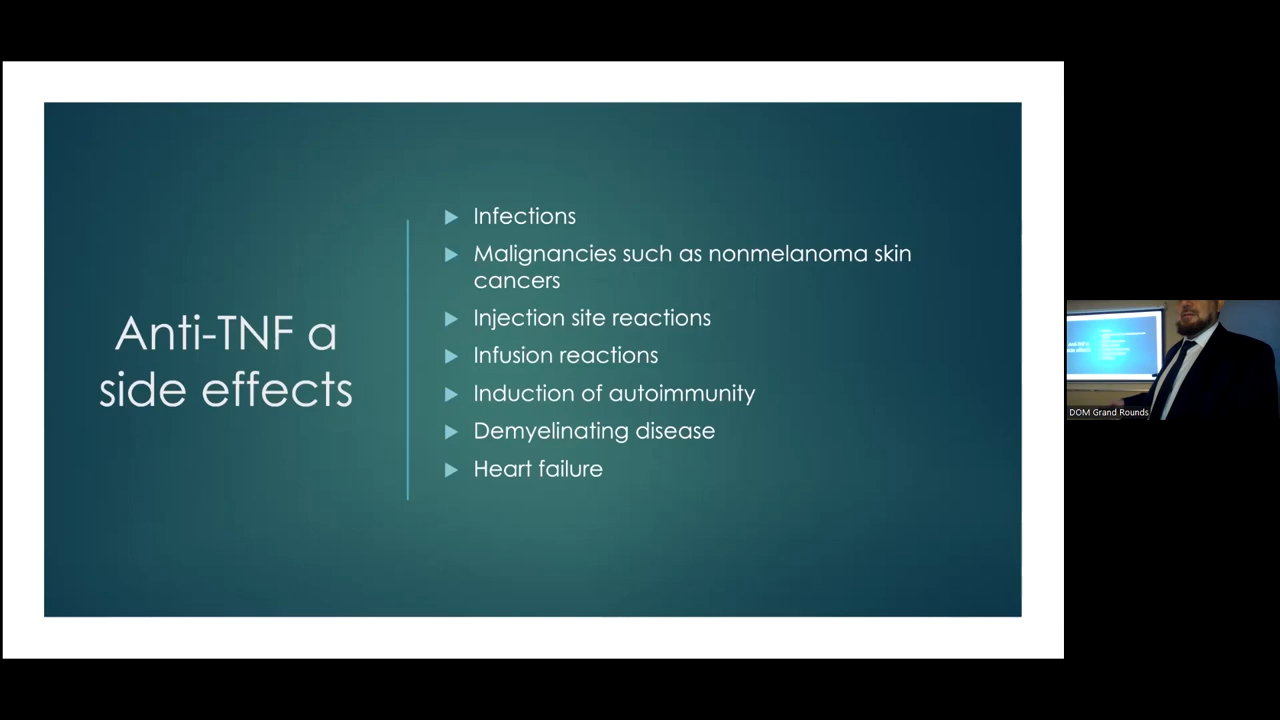 Anti-TNF a
side effects
Infections
Malignancies such as nonmelanoma skin
cancers
Injection site reactions
Infusion reactions
Induction of autoimmunity
Demyelinating disease
Heart failure
DOM Grand Rounds